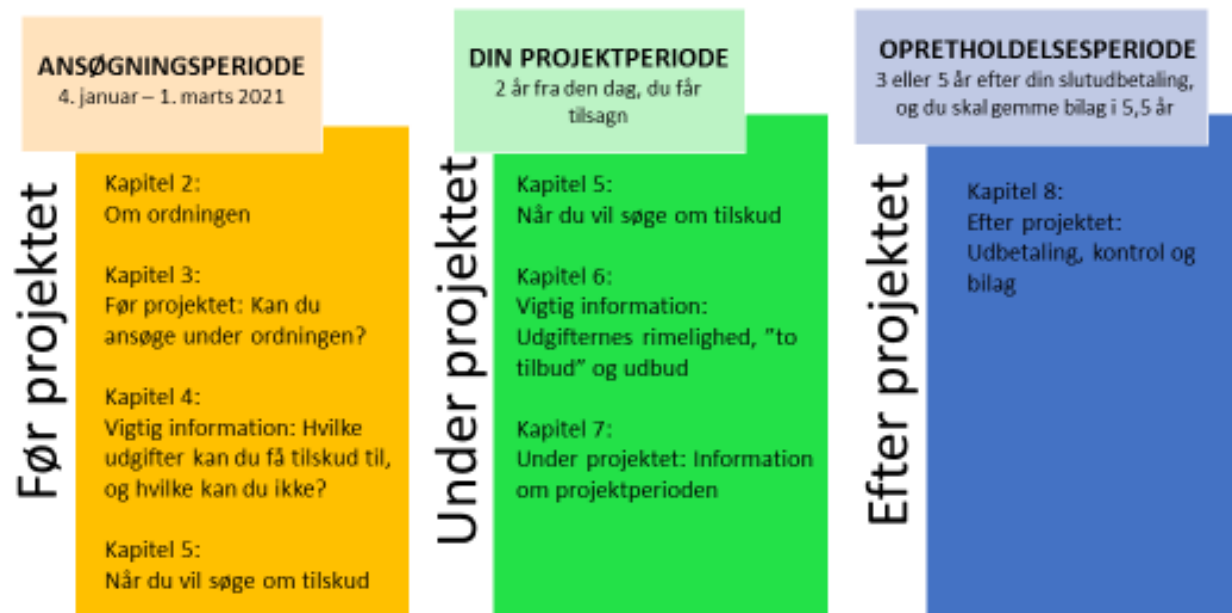 ANSØGNINGSPERIODE
4. januar – 1. marts 2021
Før projektet
Kapitel 2:
Om ordningen
Kapitel 3:
Før projektet: Kan du
ansøge under ordningen?
Kapitel 4:
Vigtig information: Hvilke
udgifter kan du få tilskud til,
og hvilke kan du ikke?
Kapitel 5:
Når du vil søge om tilskud
DIN PROJEKTPERIODE
2 år fra den dag, du får
tilsagn
Under projektet
Kapitel 5:
Når du vil søge om tilskud
Kapitel 6:
Vigtig information:
Udgifternes rimelighed, ”to
tilbud” og udbud
Kapitel 7:
Under projektet: Information
om projektperioden
OPRETHOLDELSESPERIODE
3 eller 5 år efter din slutudbetaling,
og du skal gemme bilag i 5,5 år
Efter projektet
Kapitel 8:
Efter projektet:
Udbetaling, kontrol og
bilag